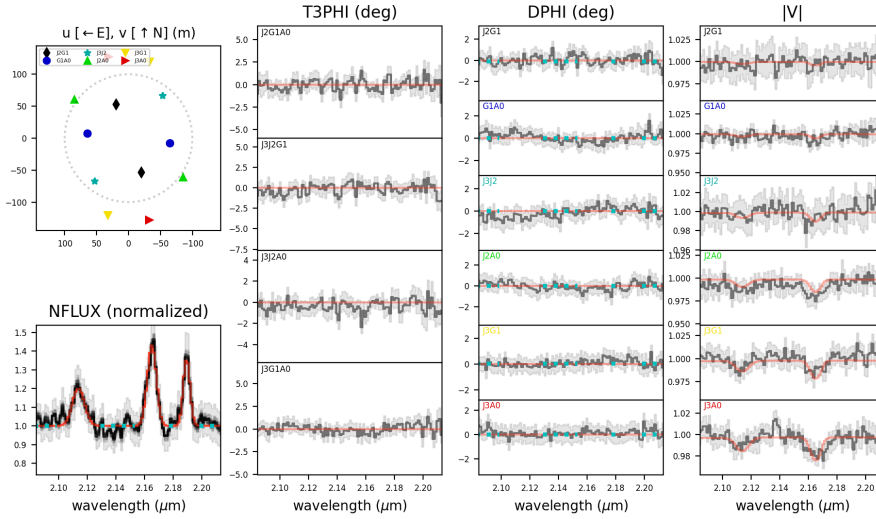 u [←E], v [↑N] (m)
J2G1 J3J2 J3G1
G1A0 J2A0 J3A0
100
50
0
−50
−100
100 50 0 −50 −100
NFLUX (normalized)
1.5
1.4
1.3
1.2
1.1
1.0
0.9
0.8
2.10 2.12 2.14 2.16 2.18 2.20
wavelength (μm)
T3PHI (deg)
J2G1A0
5.0
2.5
0.0
−2.5
−5.0
J3J2G1
5.0
2.5
0.0
−2.5
−5.0
−7.5
J3J2A0
4
2
0
−2
−4
J3G1A0
5.0
2.5
0.0
−2.5
−5.0
2.10 2.12 2.14 2.16 2.18 2.20
wavelength (μm)
DPHI (deg)
J2G1
2
0
−2
G1A0
2
0
−2
J3J2
2
0
−2
J2A0
2
0
−2
J3G1
2
0
−2
J3A0
2
0
−2
2.10 2.12 2.14 2.16 2.18 2.20
wavelength (μm)
|V|
J2G1
1.025
1.000
0.975
G1A0
1.025
1.000
0.975
0.950
J3J2
1.02
1.00
0.98
0.96
J2A0
1.025
1.000
0.975
0.950
J3G1
1.025
1.000
0.975
J3A0
1.02
1.00
0.98
2.10 2.12 2.14 2.16 2.18 2.20
wavelength (μm)